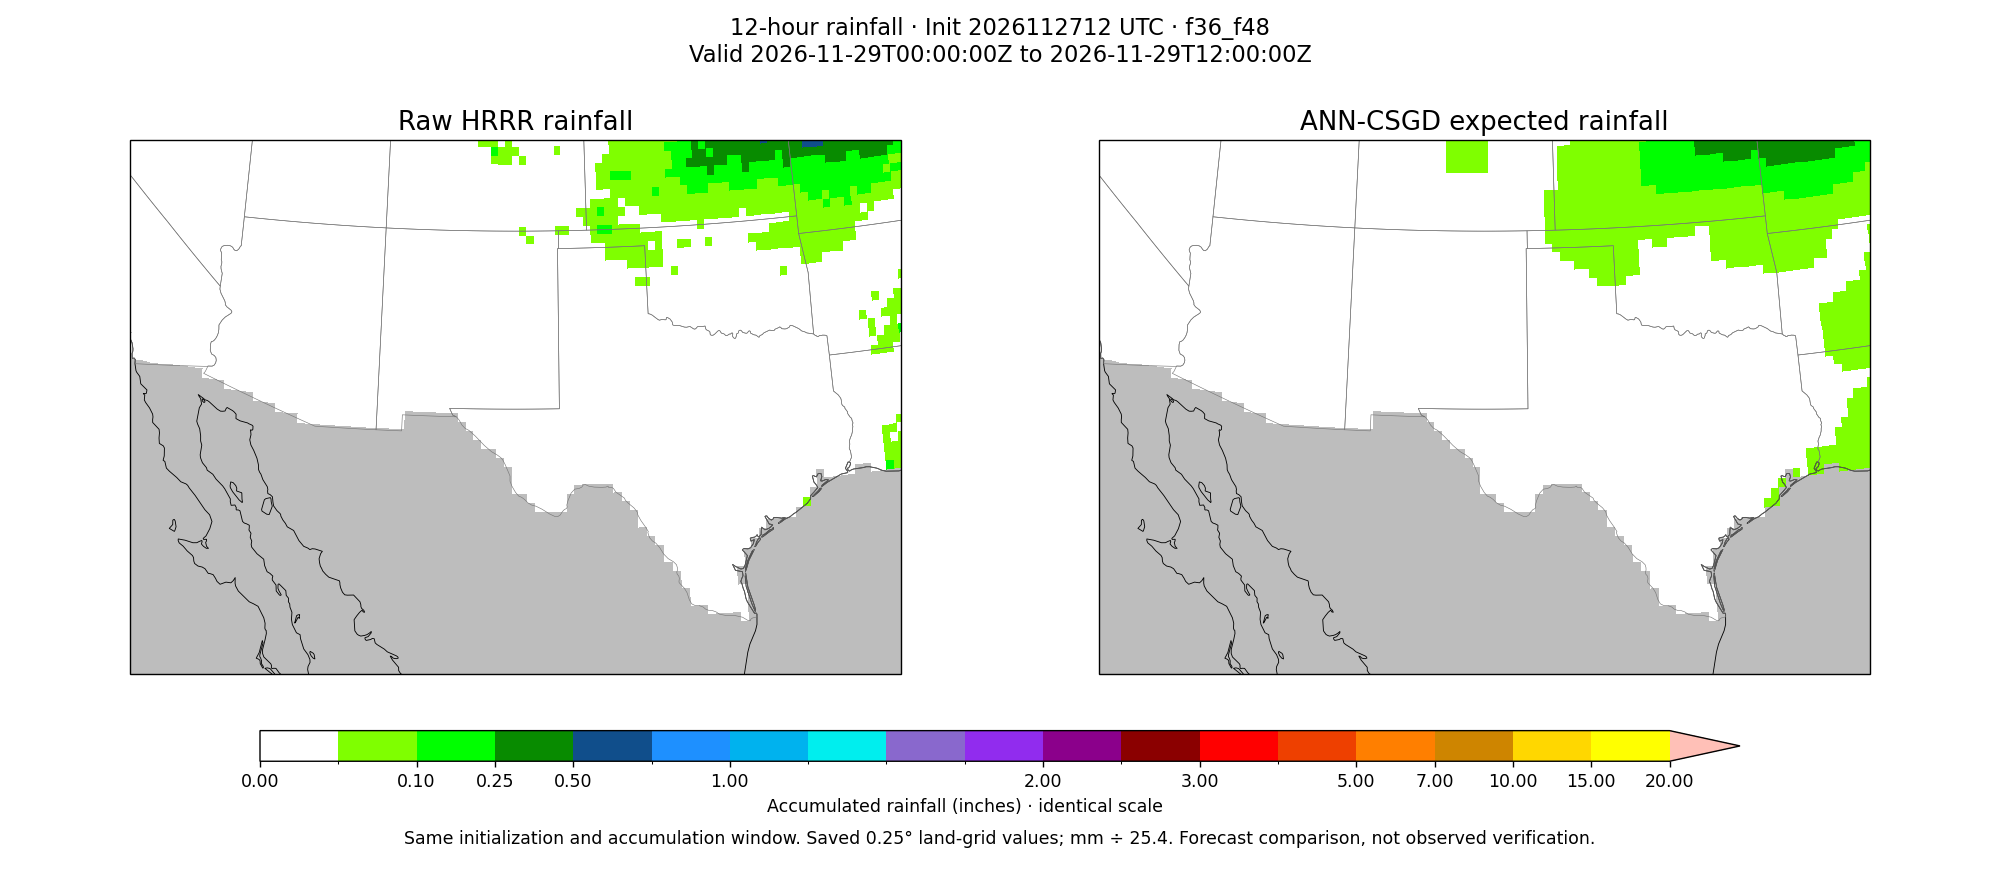 12-hour rainfall · Init 2026112712 UTC · f36_f48
Valid 2026-11-29T00:00:00Z to 2026-11-29T12:00:00Z
Raw HRRR rainfall
ANN-CSGD expected rainfall
0.00 0.10 0.25 0.50 1.00 2.00 3.00 5.00 7.00 10.00 15.00 20.00
Accumulated rainfall (inches) · identical scale
Same initialization and accumulation window. Saved 0.25° land-grid values; mm ÷ 25.4. Forecast comparison, not observed verification.